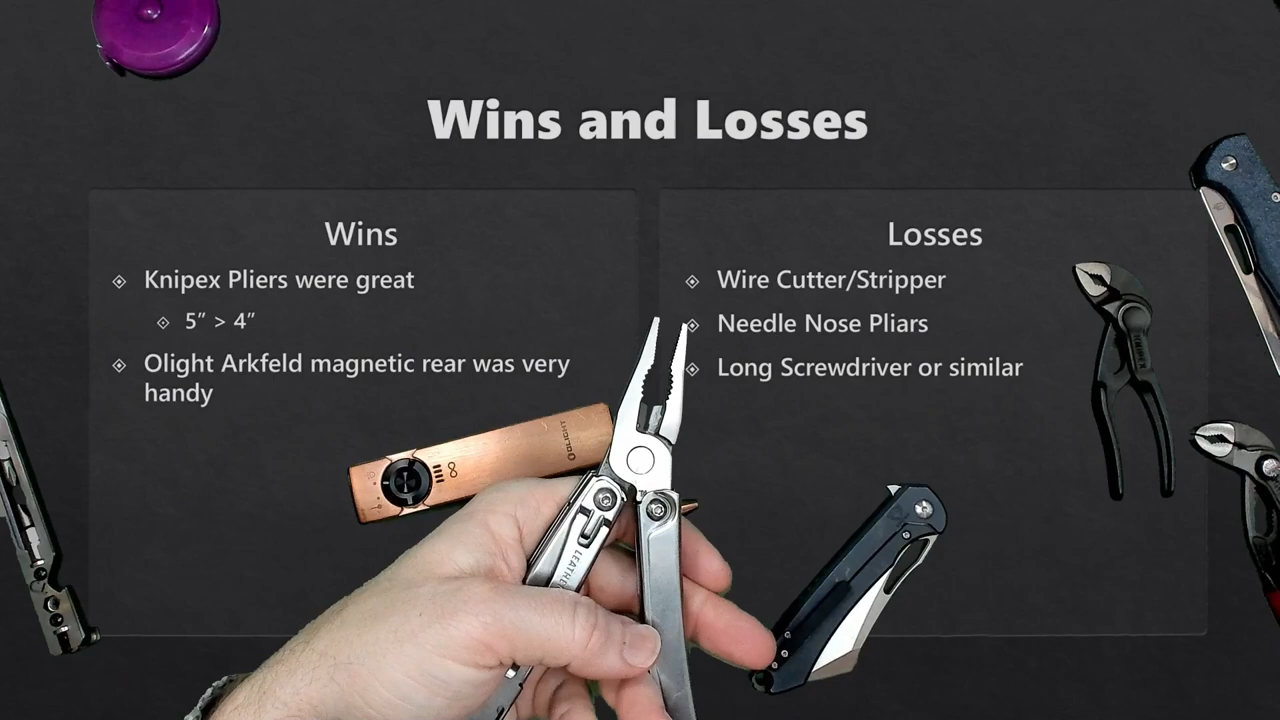 Wins and Losses
Wins
Knipex Pliers were great
5” > 4”
Olight Arkfeld magnetic rear was very
handy
Losses
Wire Cutter/Stripper
Needle Nose Pliars
Long Screwdriver or similar
OLIGHT